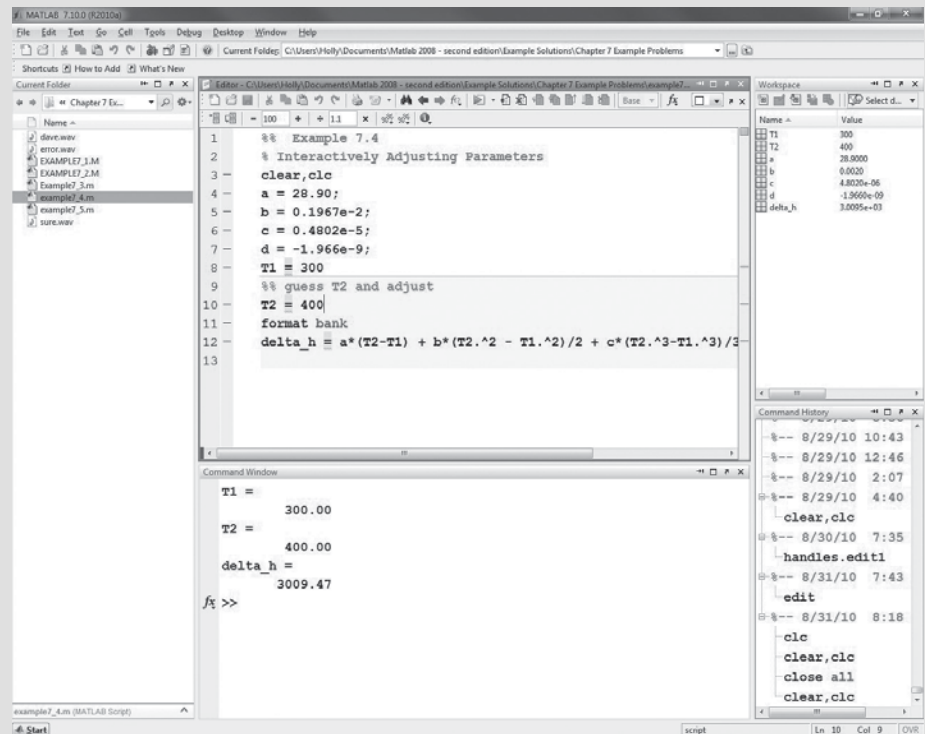 MATLAB 7.10.0 (R2010a)
File Edit Text Go Cell Tools Debug Desktop Window Help
Current Folder: C:\Users\Holly\Documents\Matlab 2008 - second edition\Example Solutions\Chapter 7 Example Problems
Shortcuts How to Add What's New
Current Folder
« Chapter 7 Ex...
Name
dave.wav
error.wav
EXAMPLE7_1.M
EXAMPLE7_2.M
Example7_3.m
example7_4.m
example7_5.m
sure.wav
example7_4.m (MATLAB Script)
Editor - C:\Users\Holly\Documents\Matlab 2008 - second edition\Example Solutions\Chapter 7 Example Problems\example7...
Base fx
- 100 + ÷ 1.1 ×
1 %% Example 7.4
2 % Interactively Adjusting Parameters
3 - clear,clc
4 - a = 28.90;
5 - b = 0.1967e-2;
6 - c = 0.4802e-5;
7 - d = -1.966e-9;
8 - T1 = 300
9 %% guess T2 and adjust
10 - T2 = 400
11 - format bank
12 - delta_h = a*(T2-T1) + b*(T2.^2 - T1.^2)/2 + c*(T2.^3-T1.^3)/3
13
Command Window
T1 =
300.00
T2 =
400.00
delta_h =
3009.47
fx >>
Workspace
Select d...
Name Value
T1 300
T2 400
a 28.9000
b 0.0020
c 4.8020e-06
d -1.9660e-09
delta_h 3.0095e+03
Command History
%-- 8/29/10 10:43
%-- 8/29/10 12:46
%-- 8/29/10 2:07
%-- 8/29/10 4:40
clear,clc
%-- 8/30/10 7:35
handles.edit1
%-- 8/31/10 7:43
edit
%-- 8/31/10 8:18
clc
clear,clc
close all
clear,clc
Start
script
Ln 10 Col 9 OVR